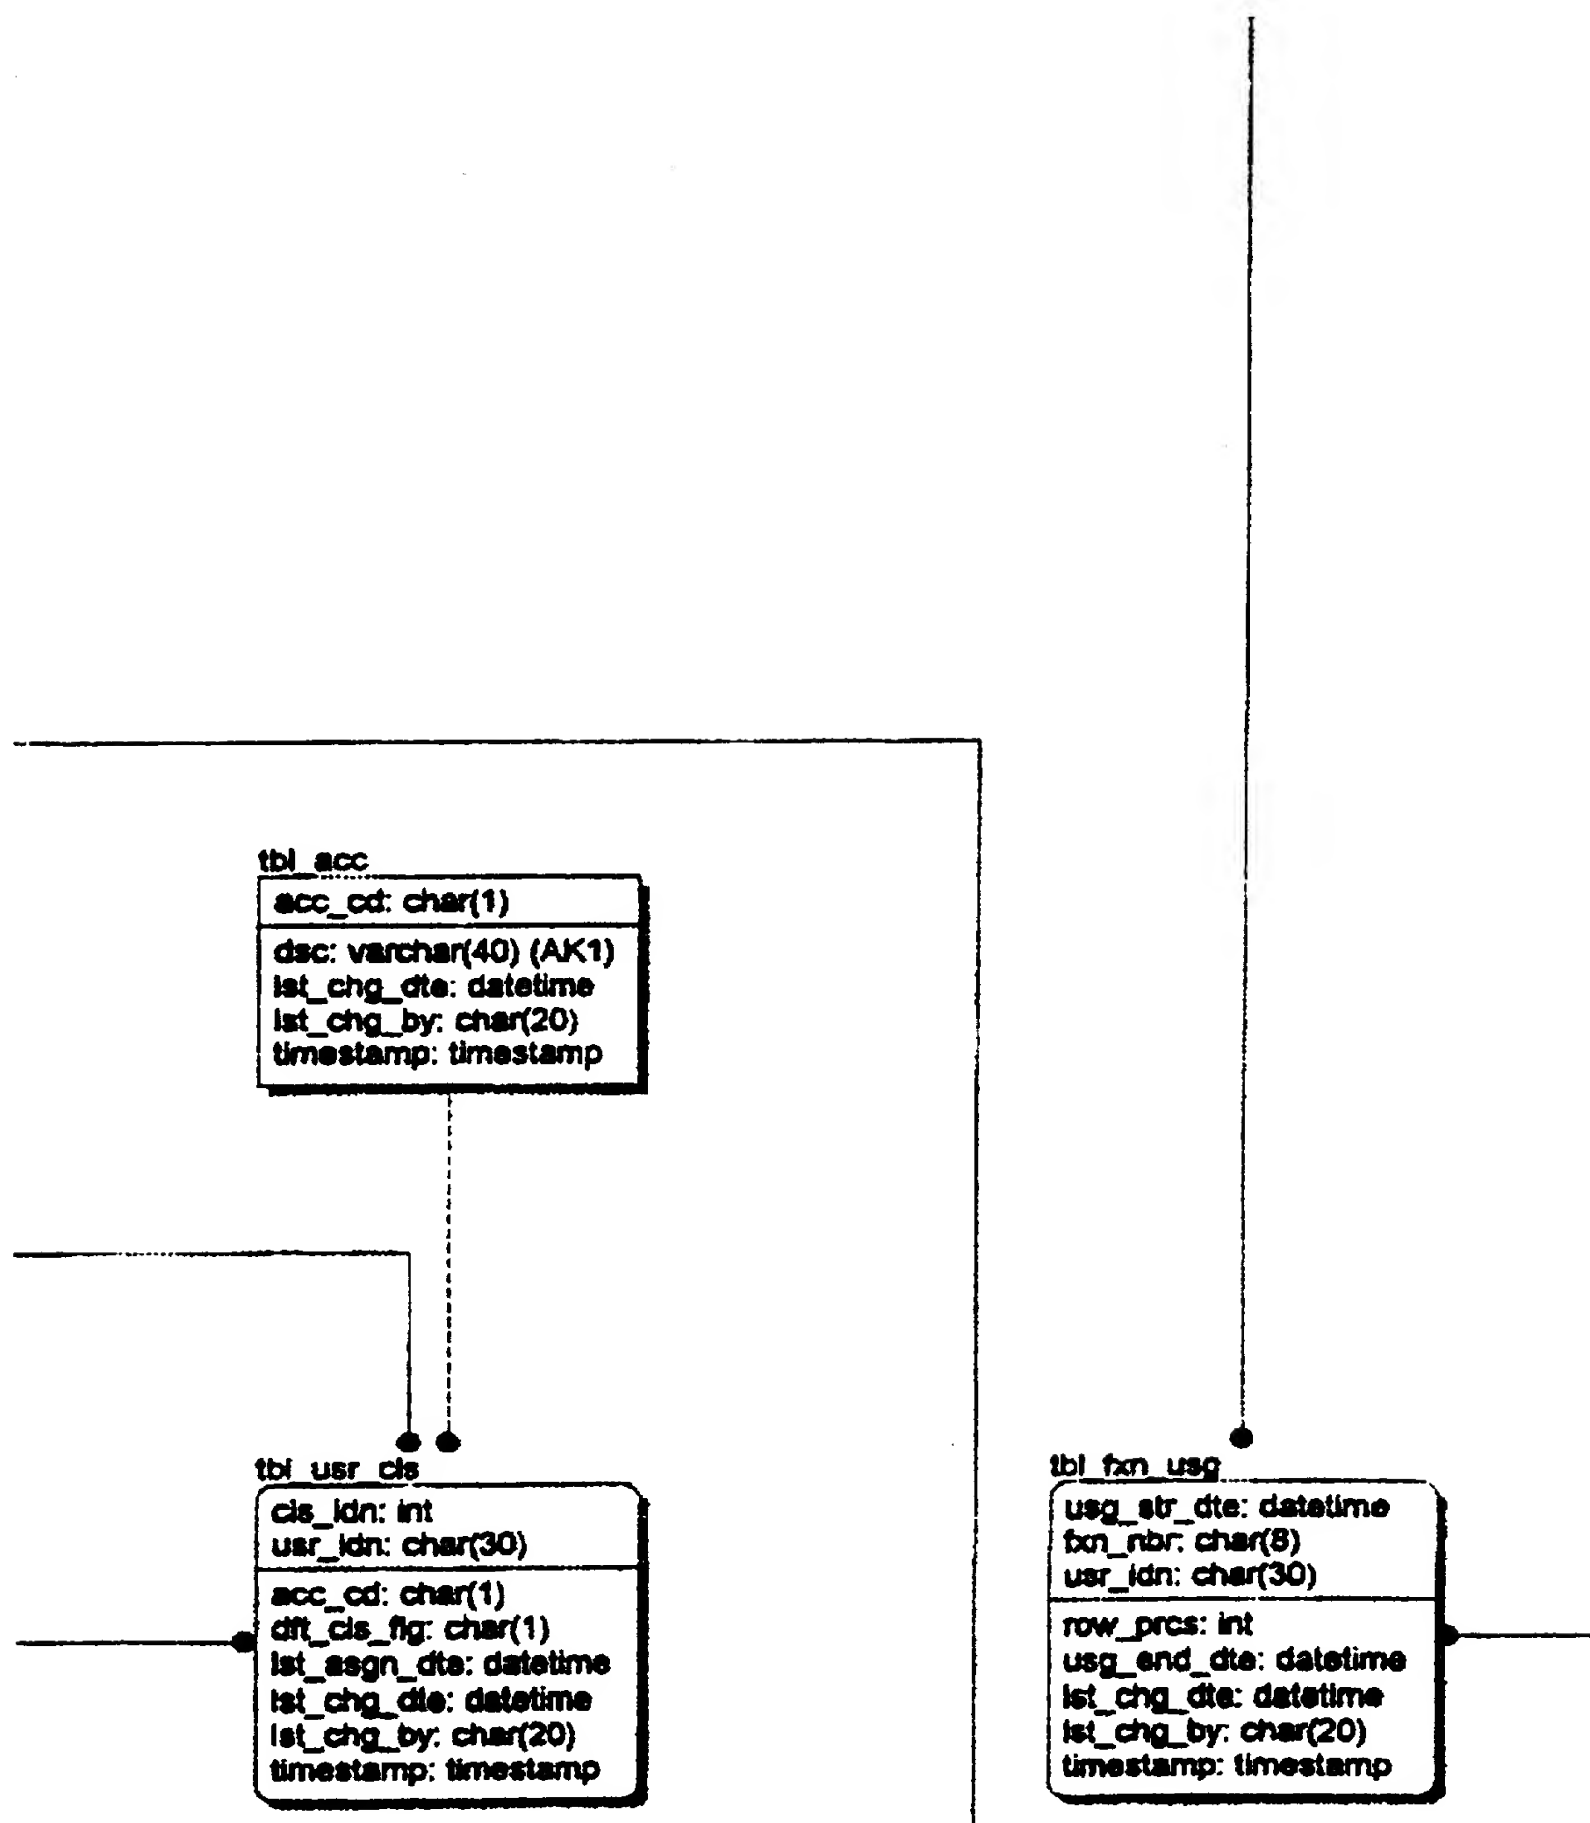 tbl_acc
acc_cd: char(1)
dsc: varchar(40) (AK1)
lst_chg_dte: datetime
lst_chg_by: char(20)
timestamp: timestamp
tbl_usr_cls
cls_idn: int
usr_idn: char(30)
acc_cd: char(1)
dft_cls_flg: char(1)
lst_asgn_dte: datetime
lst_chg_dte: datetime
lst_chg_by: char(20)
timestamp: timestamp
tbl_fxn_usg
usg_str_dte: datetime
fxn_nbr: char(8)
usr_idn: char(30)
row_prcs: int
usg_end_dte: datetime
lst_chg_dte: datetime
lst_chg_by: char(20)
timestamp: timestamp